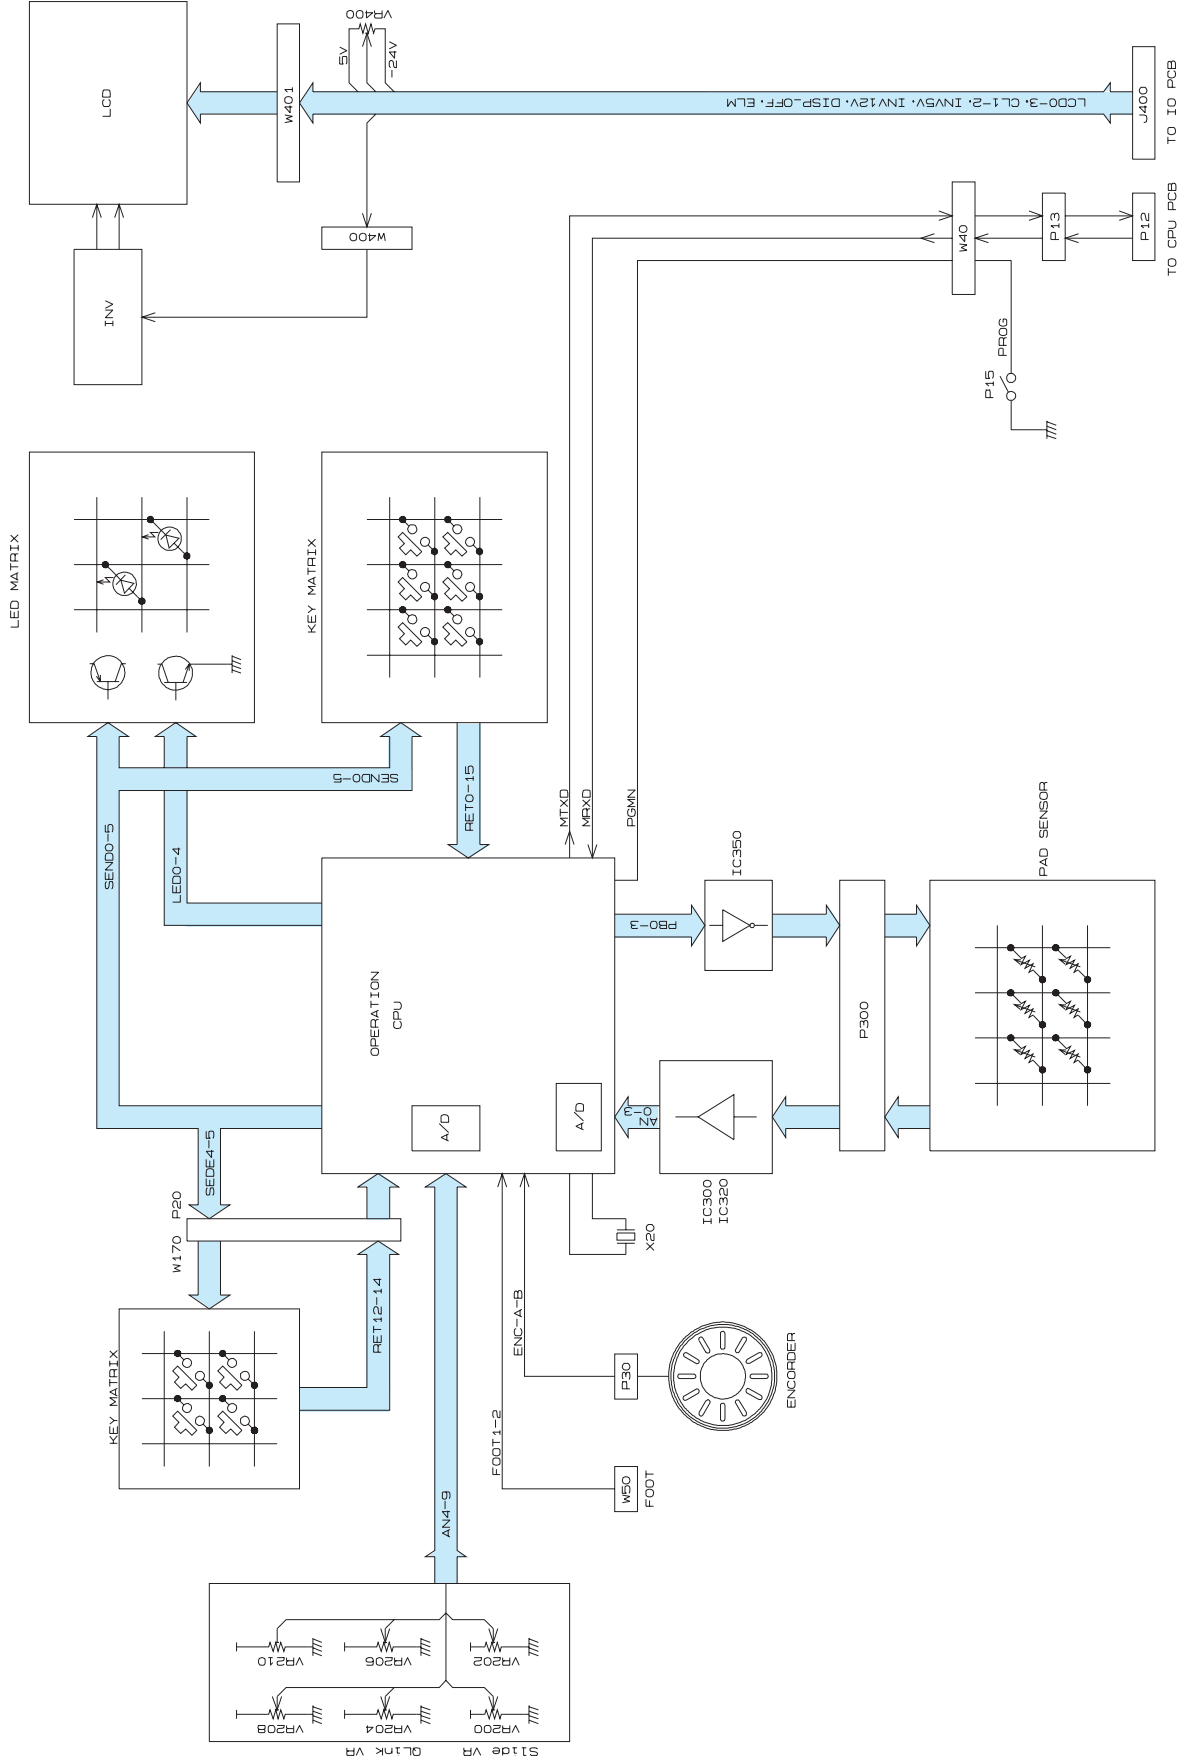 LCD
INV
W401
VR400
5V
-24V
W400
LCD0-3, CL1-2, INV5V, INV12V, DISP_OFF, ELM
J400
TO IO PCB
LED MATRIX
KEY MATRIX
SEND0-5
LED0-4
SEND0-5
RET0-15
MTXD
MRXD
PGMN
W40
P13
P12
TO CPU PCB
PROG
P15
OPERATION
CPU
A/D
A/D
PB0-3
IC350
P300
PAD SENSOR
AN
0-3
IC300
IC320
X20
SEDE4-5
P20
W170
KEY MATRIX
RET12-14
AN4-9
FOOT1-2
ENC-A-B
P30
ENCORDER
W50
FOOT
VR210
VR206
VR202
VR208
VR204
VR200
QLink VR
Slide VR